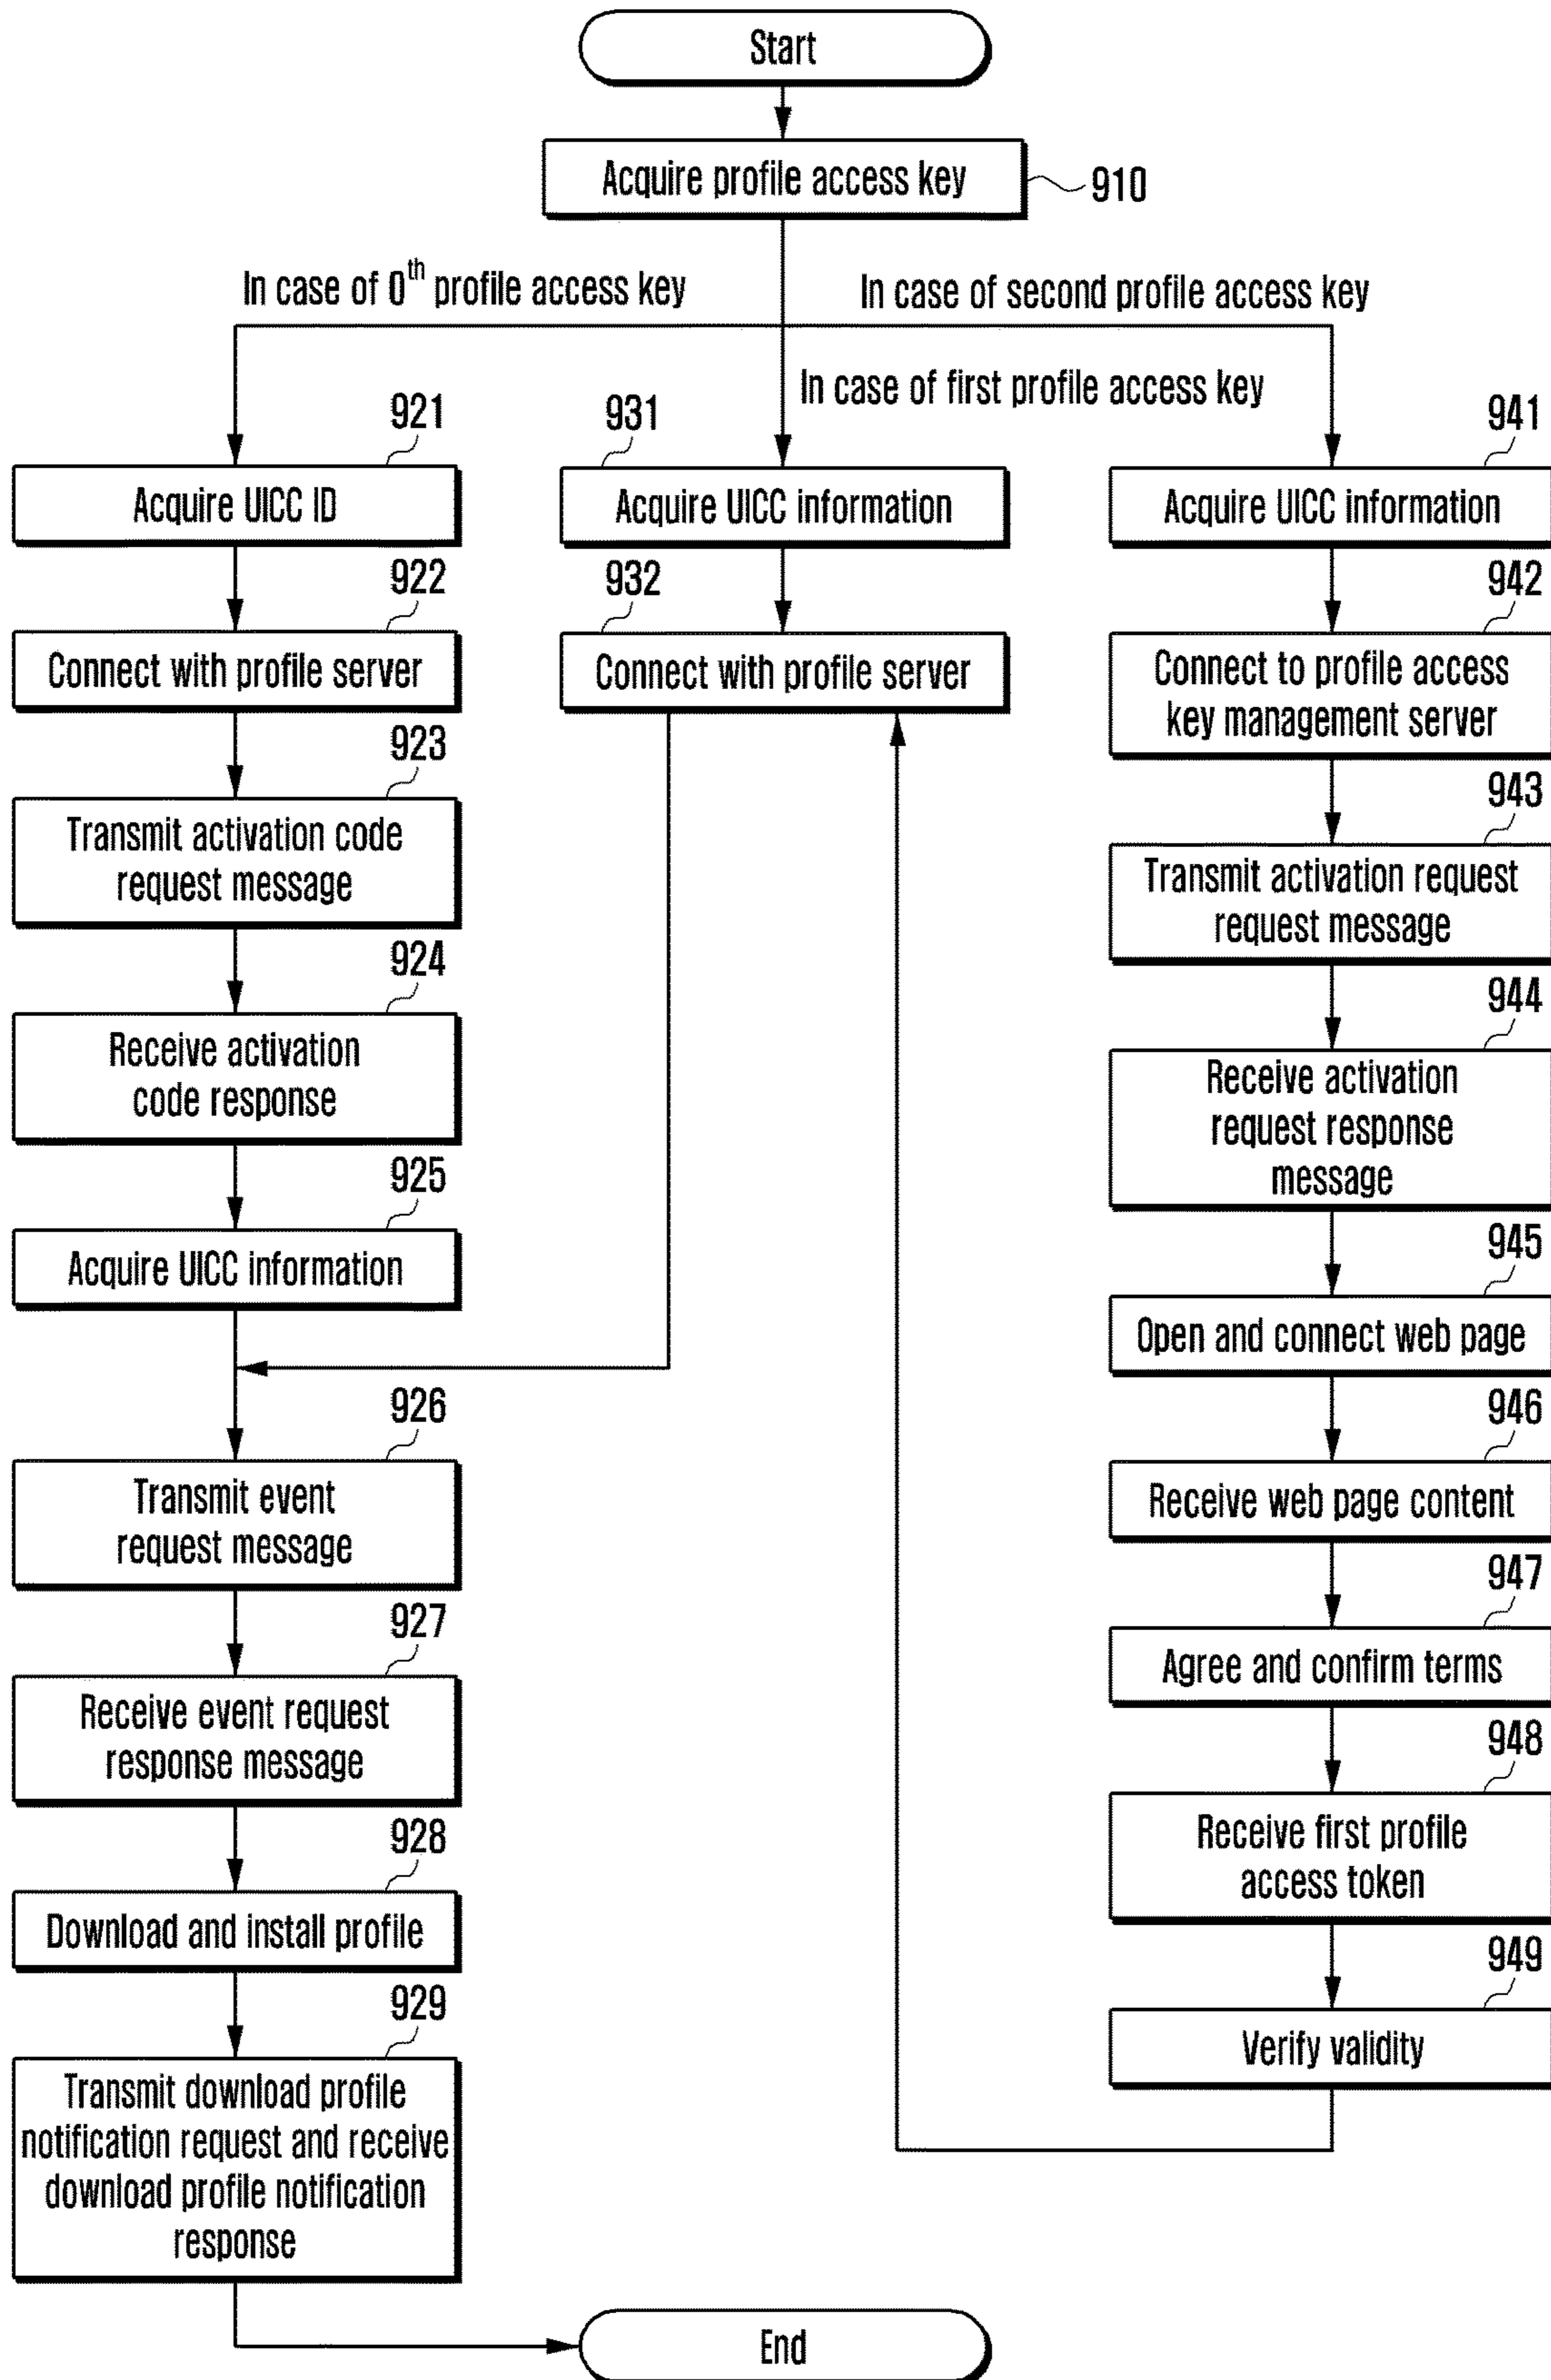 Start
Acquire profile access key
910
In case of 0th profile access key
In case of second profile access key
In case of first profile access key
921
Acquire UICC ID
922
Connect with profile server
923
Transmit activation code
request message
924
Receive activation
code response
925
Acquire UICC information
926
Transmit event
request message
927
Receive event request
response message
928
Download and install profile
929
Transmit download profile
notification request and receive
download profile notification
response
931
Acquire UICC information
932
Connect with profile server
941
Acquire UICC information
942
Connect to profile access
key management server
943
Transmit activation request
request message
944
Receive activation
request response
message
945
Open and connect web page
946
Receive web page content
947
Agree and confirm terms
948
Receive first profile
access token
949
Verify validity
End